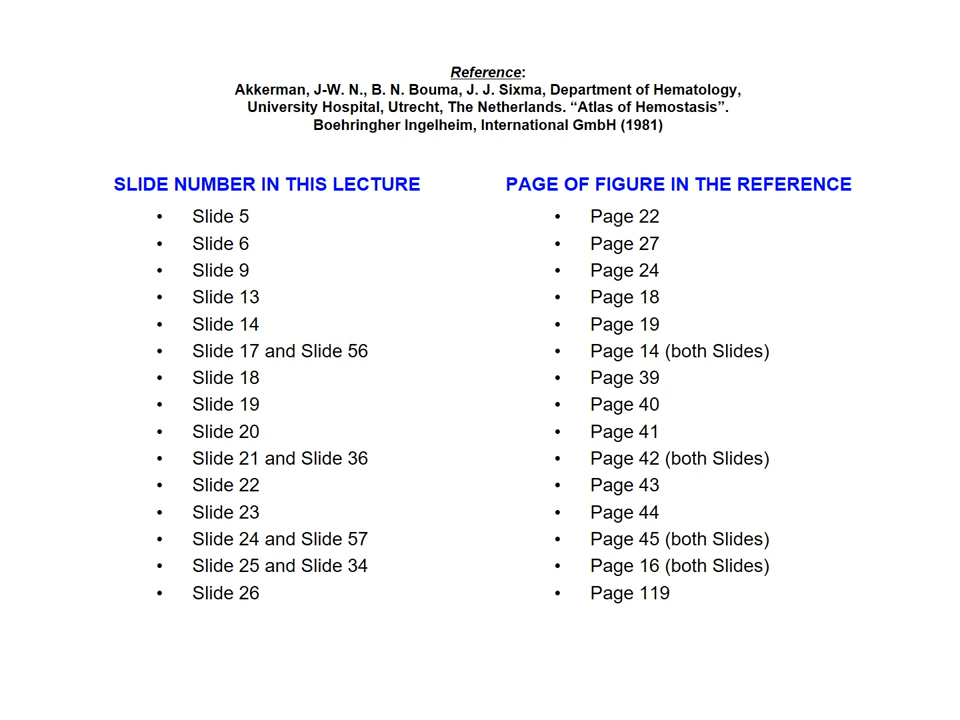 Reference:
Akkerman, J-W. N., B. N. Bouma, J. J. Sixma, Department of Hematology,
University Hospital, Utrecht, The Netherlands. “Atlas of Hemostasis”.
Boehringher Ingelheim, International GmbH (1981)
SLIDE NUMBER IN THIS LECTURE
• Slide 5
• Slide 6
• Slide 9
• Slide 13
• Slide 14
• Slide 17 and Slide 56
• Slide 18
• Slide 19
• Slide 20
• Slide 21 and Slide 36
• Slide 22
• Slide 23
• Slide 24 and Slide 57
• Slide 25 and Slide 34
• Slide 26
PAGE OF FIGURE IN THE REFERENCE
• Page 22
• Page 27
• Page 24
• Page 18
• Page 19
• Page 14 (both Slides)
• Page 39
• Page 40
• Page 41
• Page 42 (both Slides)
• Page 43
• Page 44
• Page 45 (both Slides)
• Page 16 (both Slides)
• Page 119